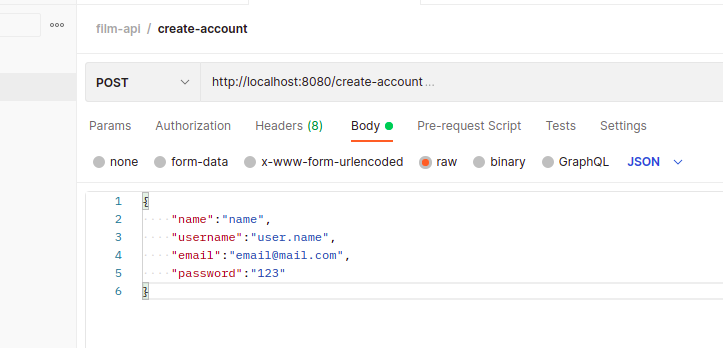 film-api / create-account
POST http://localhost:8080/create-account ...
Params Authorization Headers (8) Body Pre-request Script Tests Settings
none form-data x-www-form-urlencoded raw binary GraphQL JSON
1 {
2 "name":"name",
3 "username":"user.name",
4 "email":"email@mail.com",
5 "password":"123"
6 }